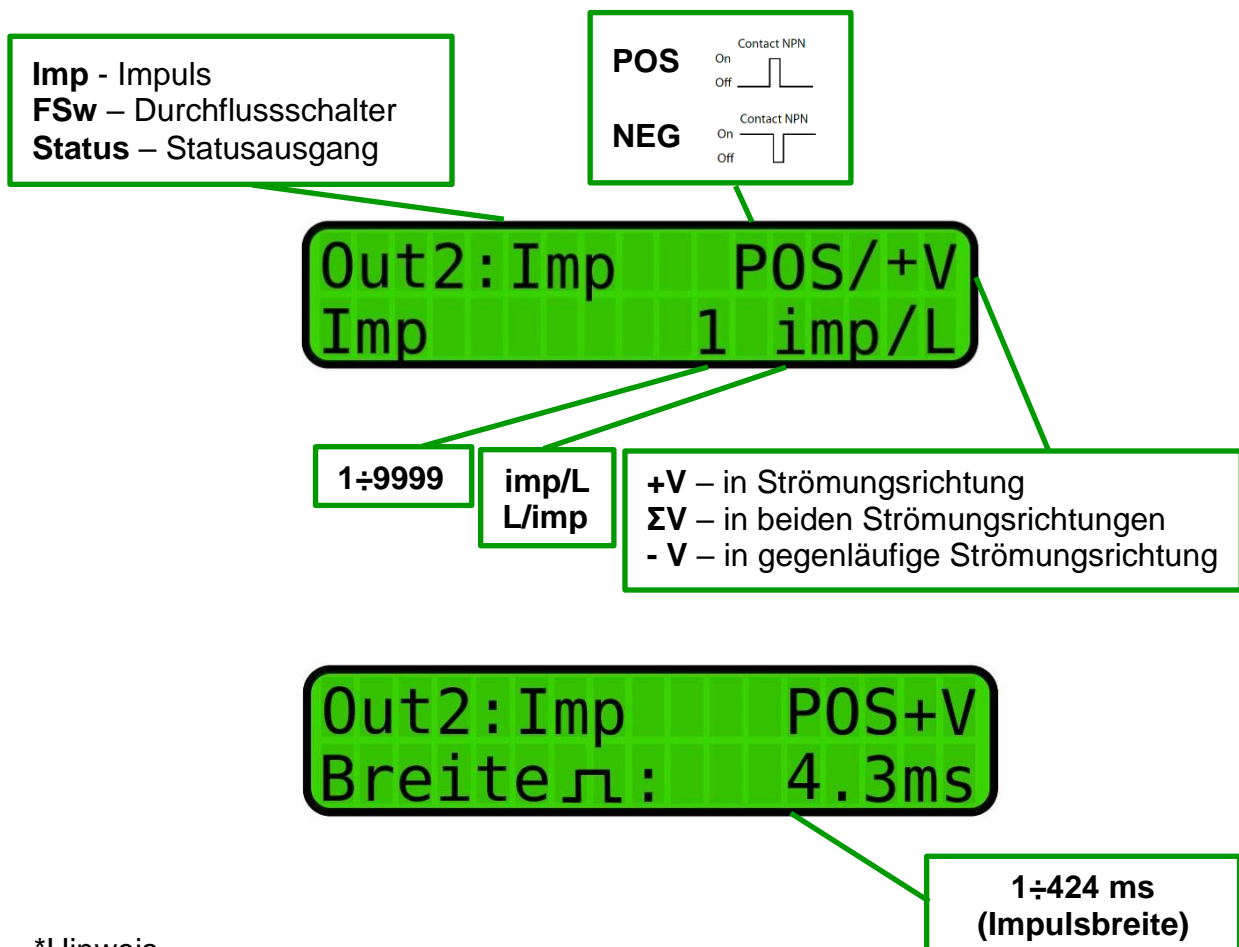 Imp - Impuls
FSw – Durchflussschalter
Status – Statusausgang
POS
Contact NPN
On
Off
NEG
Contact NPN
On
Off
Out2:Imp POS/+V
Imp 1 imp/L
1÷9999
imp/L
L/imp
+V – in Strömungsrichtung
ΣV – in beiden Strömungsrichtungen
- V – in gegenläufige Strömungsrichtung
Out2:Imp POS+V
Breite⎍: 4.3ms
1÷424 ms
(Impulsbreite)
*Hinweis